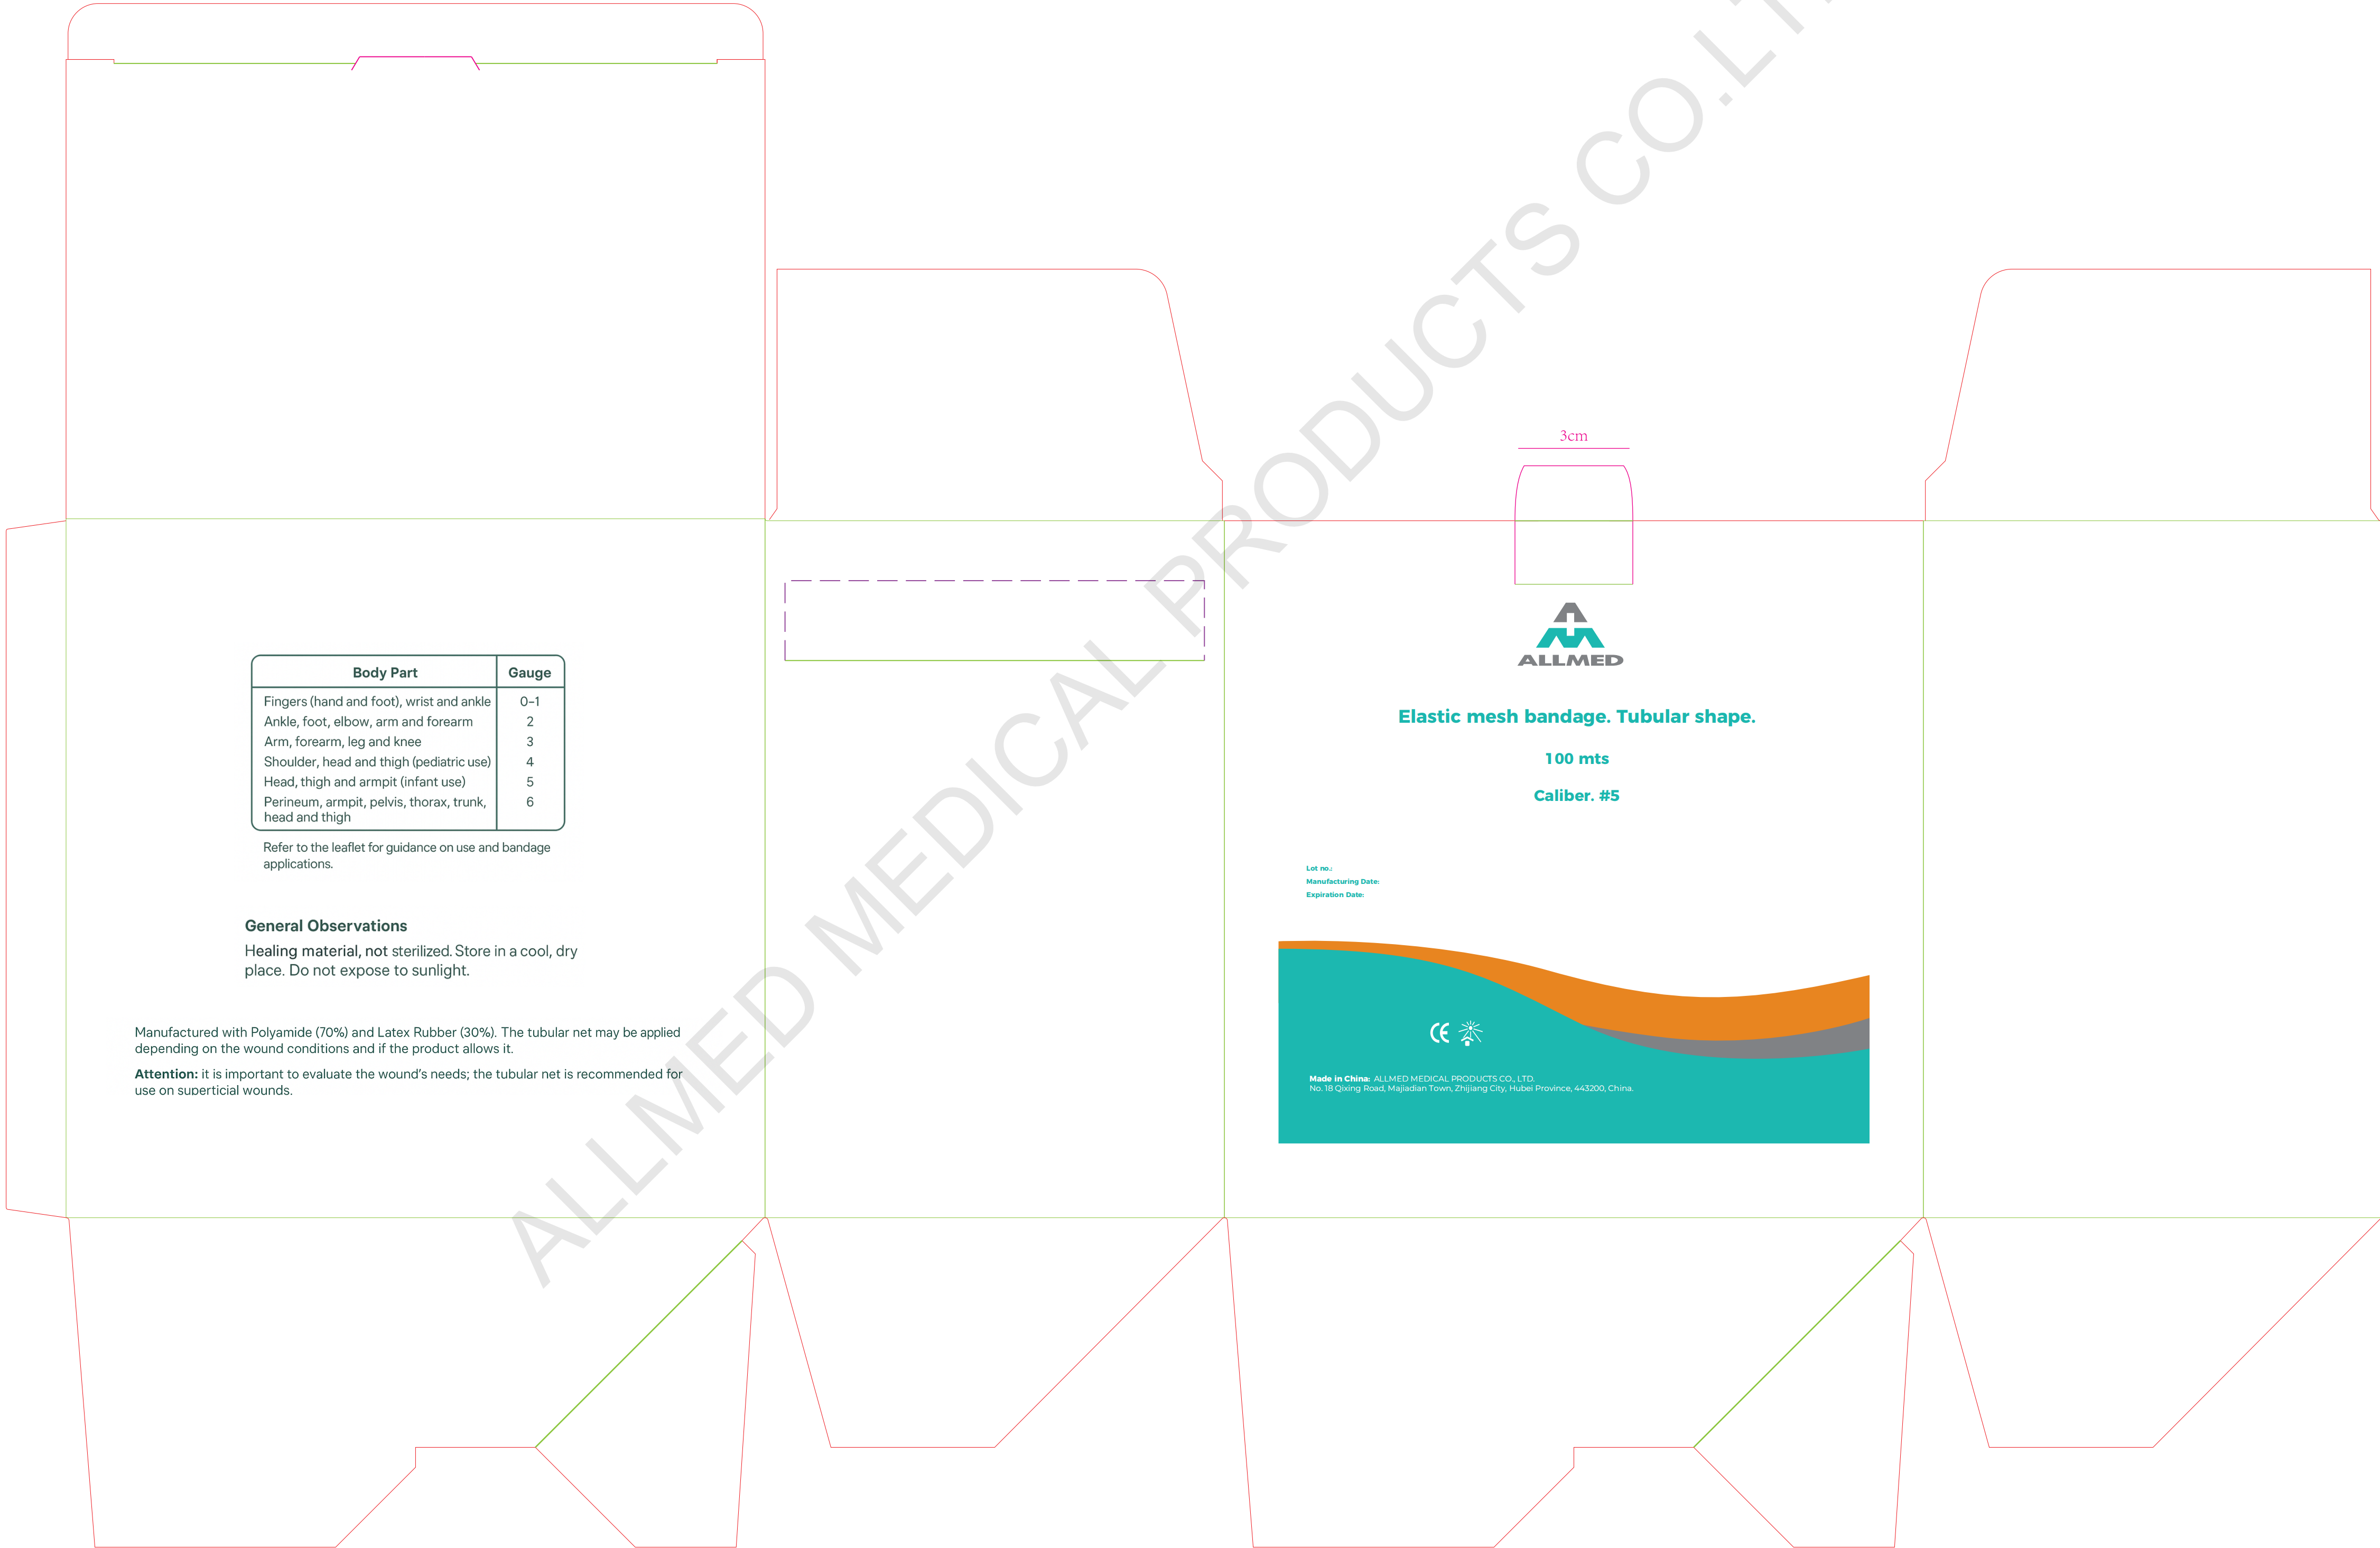 Body Part Gauge
Fingers (hand and foot), wrist and ankle 0–1
Ankle, foot, elbow, arm and forearm 2
Arm, forearm, leg and knee 3
Shoulder, head and thigh (pediatric use) 4
Head, thigh and armpit (infant use) 5
Perineum, armpit, pelvis, thorax, trunk, 6
head and thigh
Refer to the leaflet for guidance on use and bandage
applications.
General Observations
Healing material, not sterilized. Store in a cool, dry
place. Do not expose to sunlight.
Manufactured with Polyamide (70%) and Latex Rubber (30%). The tubular net may be applied
depending on the wound conditions and if the product allows it.
Attention: it is important to evaluate the wound's needs; the tubular net is recommended for
use on superticial wounds.
3cm
ALLMED
Elastic mesh bandage. Tubular shape.
100 mts
Caliber. #5
Lot no.:
Manufacturing Date:
Expiration Date:
CE
Made in China: ALLMED MEDICAL PRODUCTS CO., LTD.
No. 18 Qixing Road, Majiadian Town, Zhijiang City, Hubei Province, 443200, China.
ALLMED MEDICAL PRODUCTS CO.LT